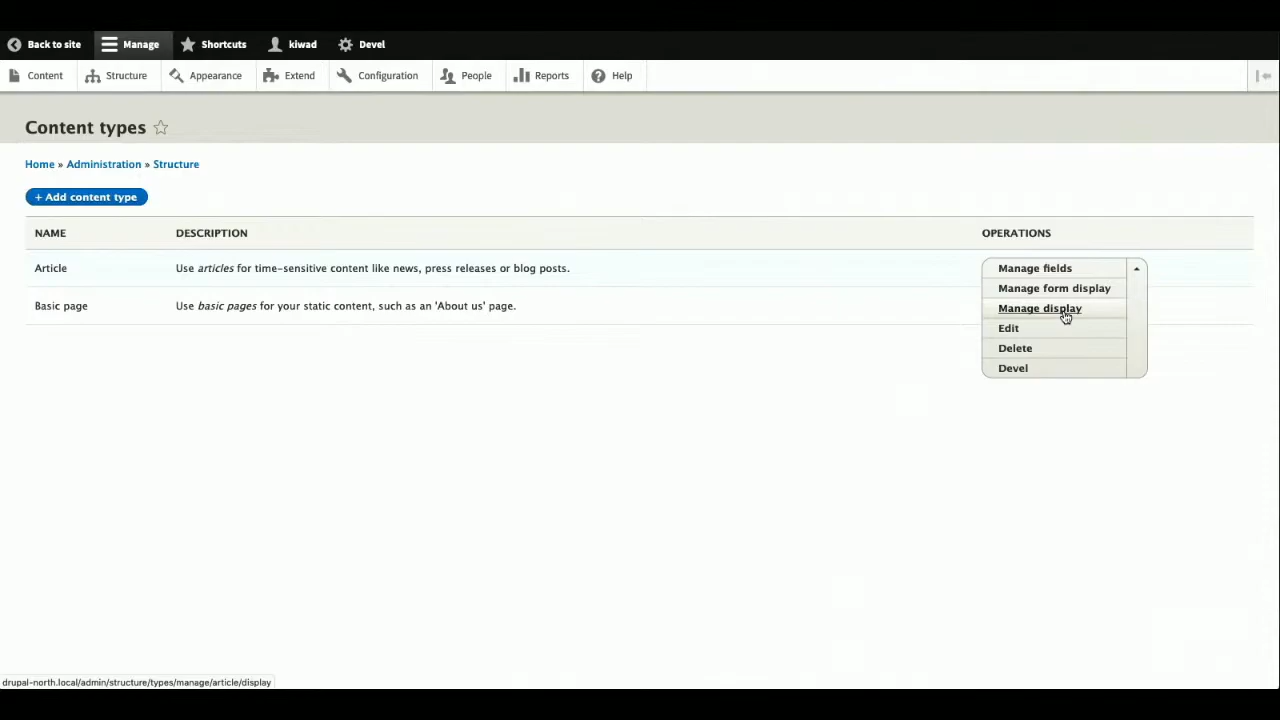 Back to site Manage Shortcuts kiwad Devel
Content Structure Appearance Extend Configuration People Reports Help
Content types
Home » Administration » Structure
+ Add content type
NAME DESCRIPTION OPERATIONS
Article Use articles for time-sensitive content like news, press releases or blog posts. Manage fields
Manage form display
Basic page Use basic pages for your static content, such as an 'About us' page. Manage display
Edit
Delete
Devel
drupal-north.local/admin/structure/types/manage/article/display